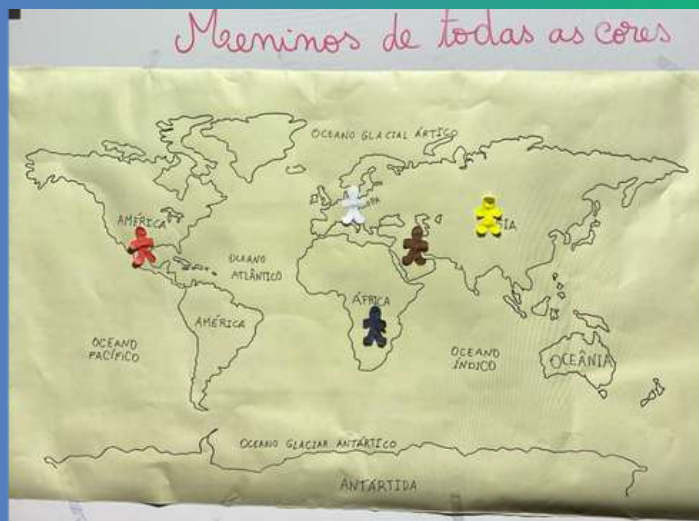 Meninos de todas as cores
OCEANO GLACIAL ÁRTICO
AMÉRICA
OCEANO
ATLÂNTICO
ÁFRICA
AMÉRICA
OCEANO
PACÍFICO
OCEANO
ÍNDICO
OCEÂNIA
OCEANO GLACIAR ANTÁRTICO
ANTÁRTIDA